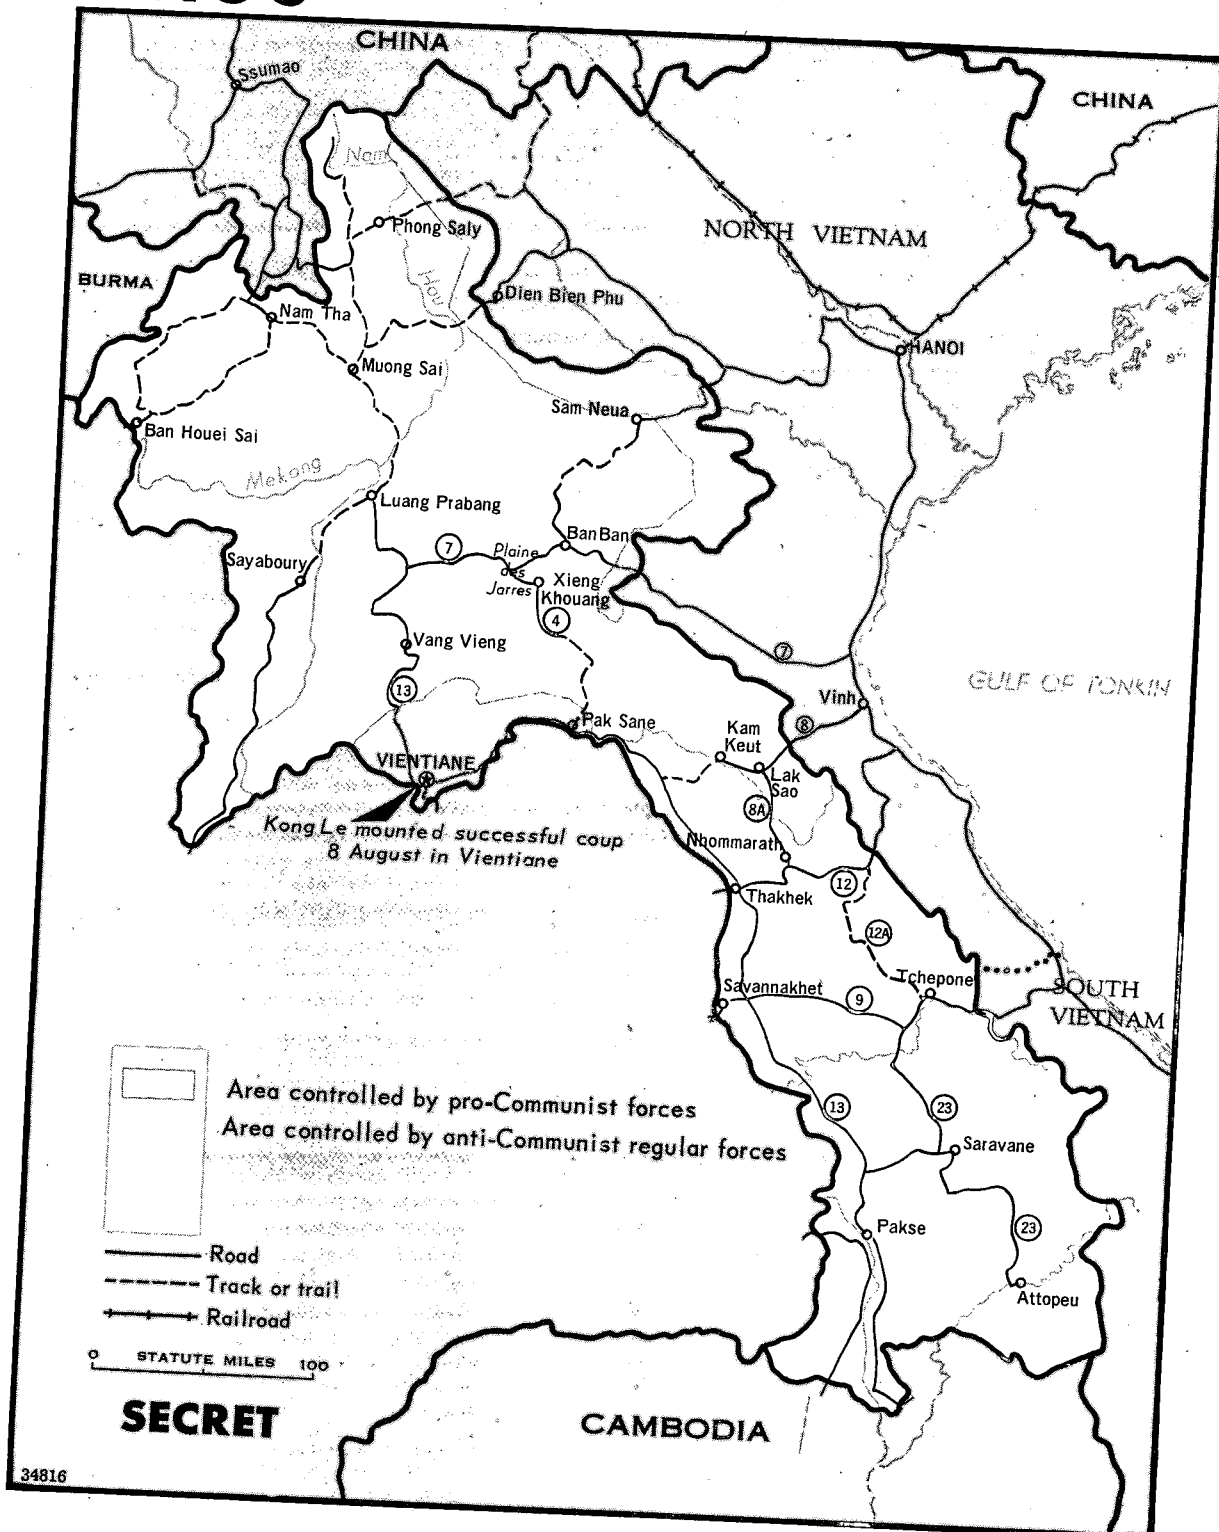 CHINA
Ssumao
CHINA
Nam
Phong Saly
NORTH VIETNAM
BURMA
Hou
Dien Bien Phu
Nam Tha
HANOI
Muong Sai
Sam Neua
Ban Houei Sai
Mekong
Luang Prabang
Ban Ban
7
Plaine
des
Jarres
Sayaboury
Xieng
Khouang
4
Vang Vieng
7
13
GULF OF TONKIN
Vinh
Pak Sane
Kam
Keut
8
VIENTIANE
Lak
Sao
8A
Kong Le mounted successful coup
8 August in Vientiane
Nhommarath
12
Thakhek
12A
Tchepone
Savannakhet
9
SOUTH
VIETNAM
Area controlled by pro-Communist forces
Area controlled by anti-Communist regular forces
13
23
Saravane
Pakse
23
Attopeu
Road
Track or trail
Railroad
0 STATUTE MILES 100
SECRET
CAMBODIA
34816